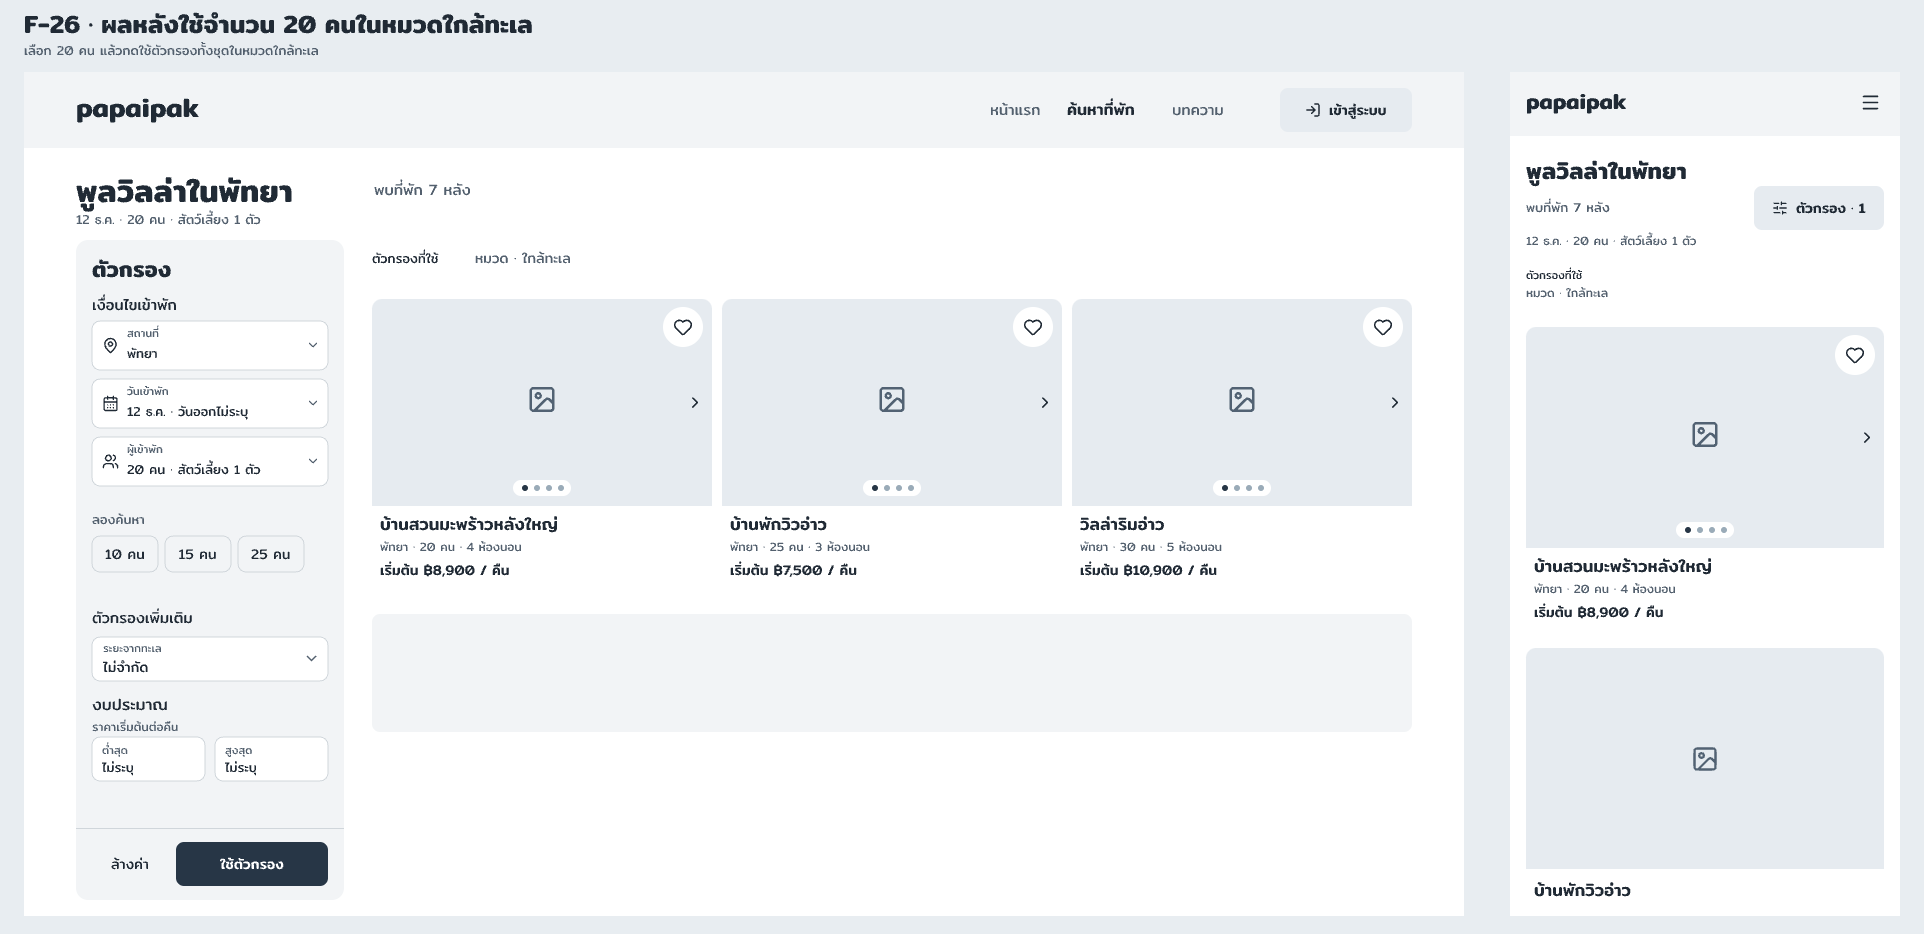 F-26 · ผลหลังใช้จำนวน 20 คนในหมวดใกล้ทะเล
เลือก 20 คน แล้วกดใช้ตัวกรองทั้งชุดในหมวดใกล้ทะเล
papaipak
หน้าแรก
ค้นหาที่พัก
บทความ
เข้าสู่ระบบ
พูลวิลล่าในพัทยา
12 ธ.ค. · 20 คน · สัตว์เลี้ยง 1 ตัว
พบที่พัก 7 หลัง
ตัวกรอง
เงื่อนไขเข้าพัก
สถานที่
พัทยา
วันเข้าพัก
12 ธ.ค. · วันออกไม่ระบุ
ผู้เข้าพัก
20 คน · สัตว์เลี้ยง 1 ตัว
ลองค้นหา
10 คน
15 คน
25 คน
ตัวกรองเพิ่มเติม
ระยะจากทะเล
ไม่จำกัด
งบประมาณ
ราคาเริ่มต้นต่อคืน
ต่ำสุด
ไม่ระบุ
สูงสุด
ไม่ระบุ
ล้างค่า
ใช้ตัวกรอง
ตัวกรองที่ใช้
หมวด · ใกล้ทะเล
บ้านสวนมะพร้าวหลังใหญ่
พัทยา · 20 คน · 4 ห้องนอน
เริ่มต้น ฿8,900 / คืน
บ้านพักวิวอ่าว
พัทยา · 25 คน · 3 ห้องนอน
เริ่มต้น ฿7,500 / คืน
วิลล่าริมอ่าว
พัทยา · 30 คน · 5 ห้องนอน
เริ่มต้น ฿10,900 / คืน
papaipak
พูลวิลล่าในพัทยา
พบที่พัก 7 หลัง
ตัวกรอง · 1
12 ธ.ค. · 20 คน · สัตว์เลี้ยง 1 ตัว
ตัวกรองที่ใช้
หมวด · ใกล้ทะเล
บ้านสวนมะพร้าวหลังใหญ่
พัทยา · 20 คน · 4 ห้องนอน
เริ่มต้น ฿8,900 / คืน
บ้านพักวิวอ่าว